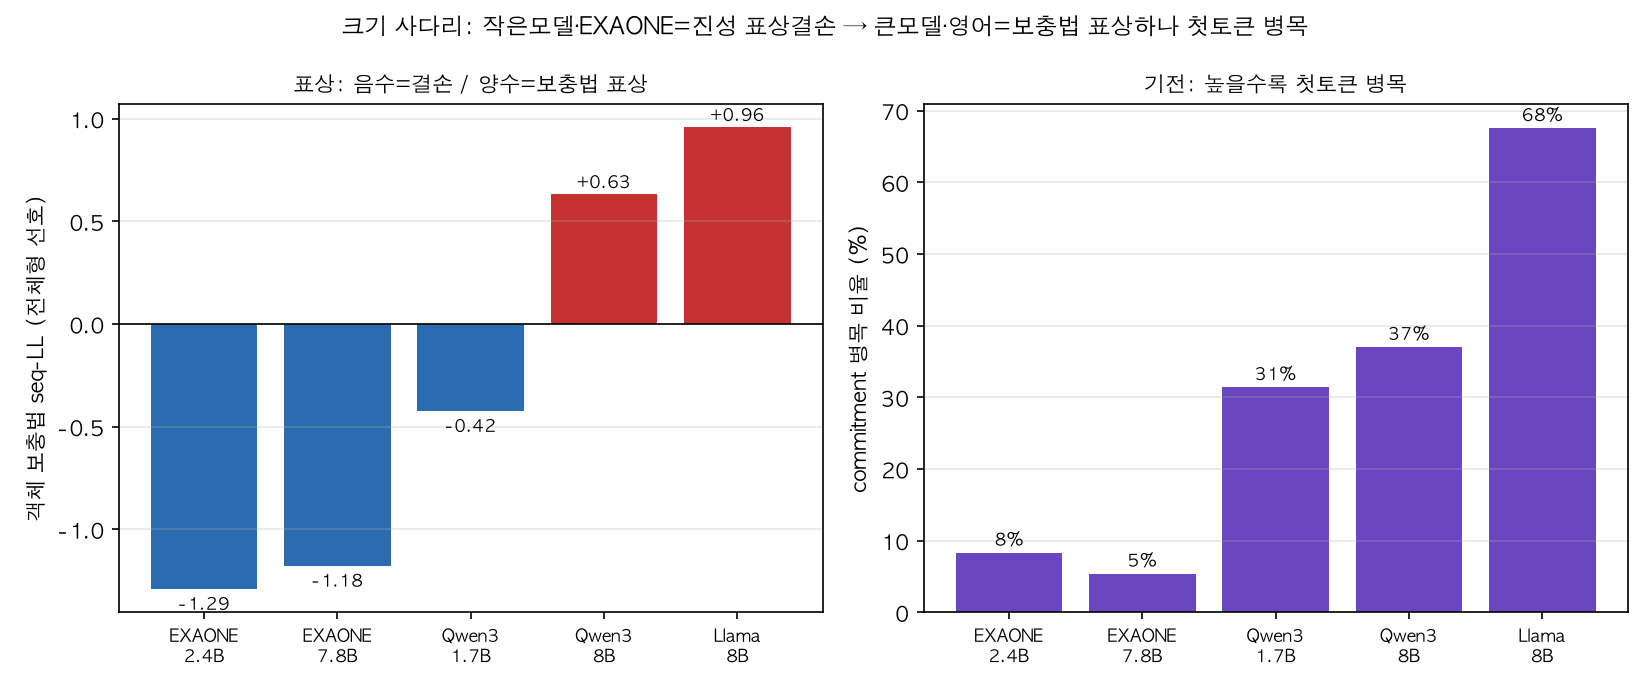 크기 사다리: 작은모델·EXAONE=진성 표상결손 → 큰모델·영어=보충법 표상하나 첫토큰 병목
표상: 음수=결손 / 양수=보충법 표상
객체 보충법 seq-LL (전체형 선호)
1.0
0.5
0.0
-0.5
-1.0
-1.29
-1.18
-0.42
+0.63
+0.96
EXAONE
2.4B
EXAONE
7.8B
Qwen3
1.7B
Qwen3
8B
Llama
8B
기전: 높을수록 첫토큰 병목
commitment 병목 비율 (%)
70
60
50
40
30
20
10
0
8%
5%
31%
37%
68%
EXAONE
2.4B
EXAONE
7.8B
Qwen3
1.7B
Qwen3
8B
Llama
8B